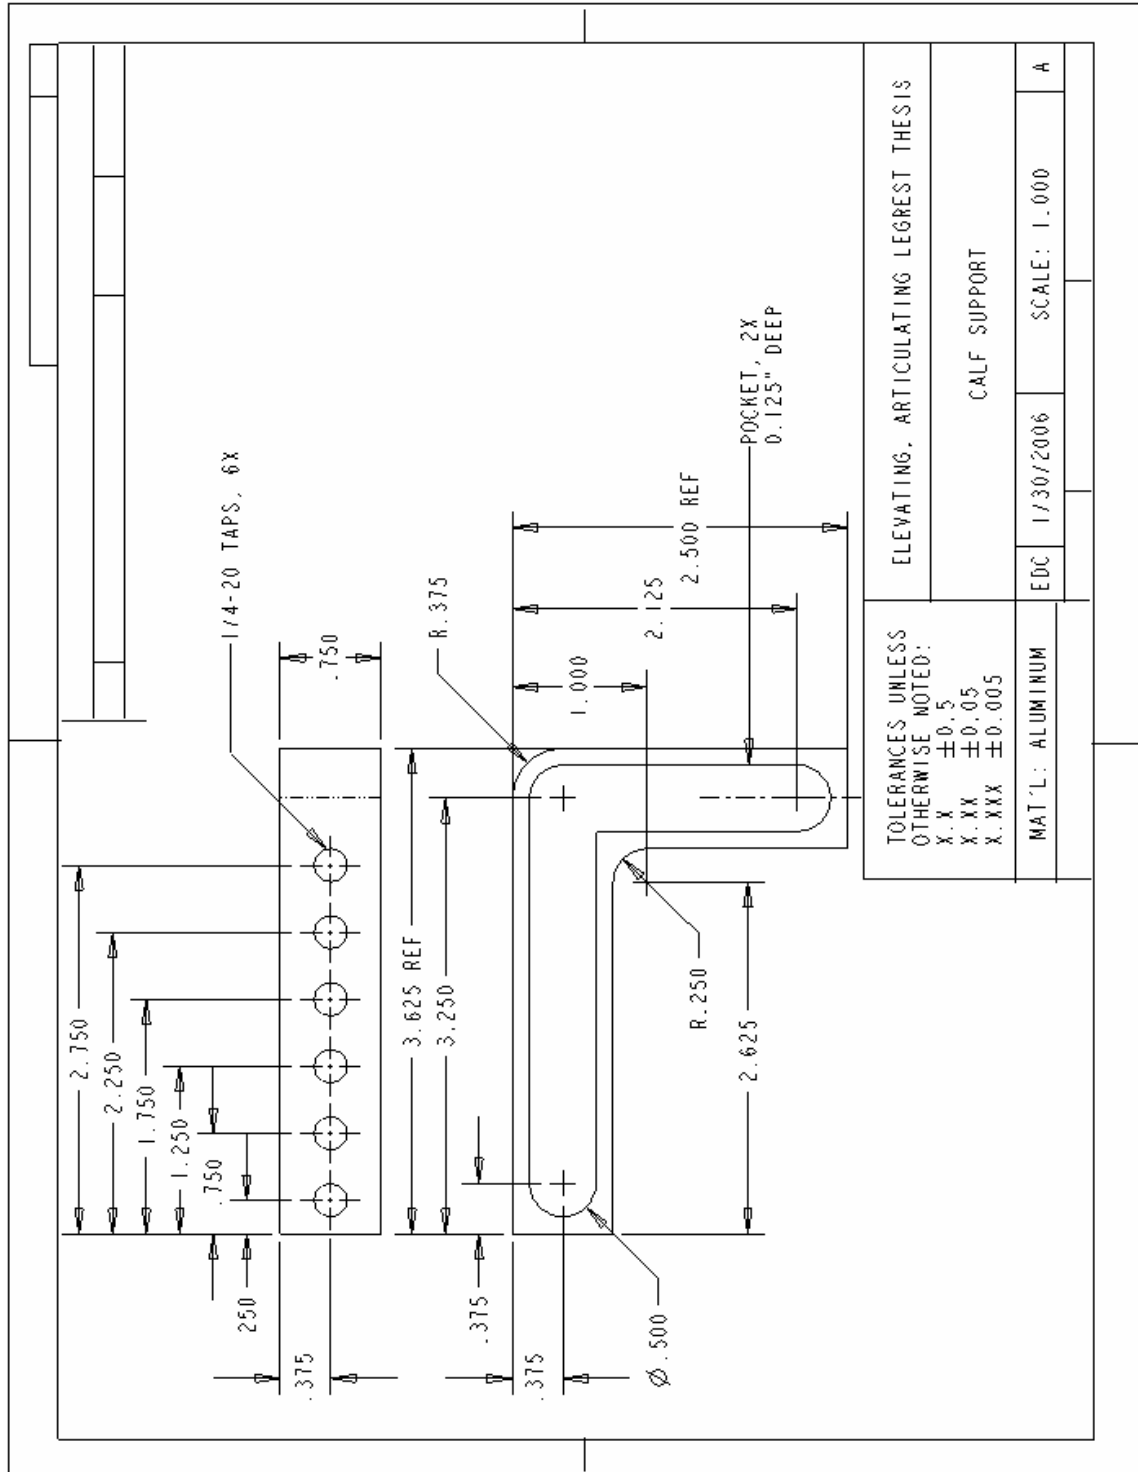 2.750
2.250
1.750
1.250
.750
250
.375
1/4-20 TAPS, 6X
.750
3.625 REF
3.250
.375
.375
Ø.500
R.250
2.625
R.375
1.000
2.125
2.500 REF
POCKET, 2X
0.125" DEEP
TOLERANCES UNLESS
OTHERWISE NOTED:
X.X ±0.5
X.XX ±0.05
X.XXX ±0.005
MAT'L: ALUMINUM
ELEVATING, ARTICULATING LEGREST THESIS
CALF SUPPORT
EDC 1/30/2006 SCALE: 1.000 A